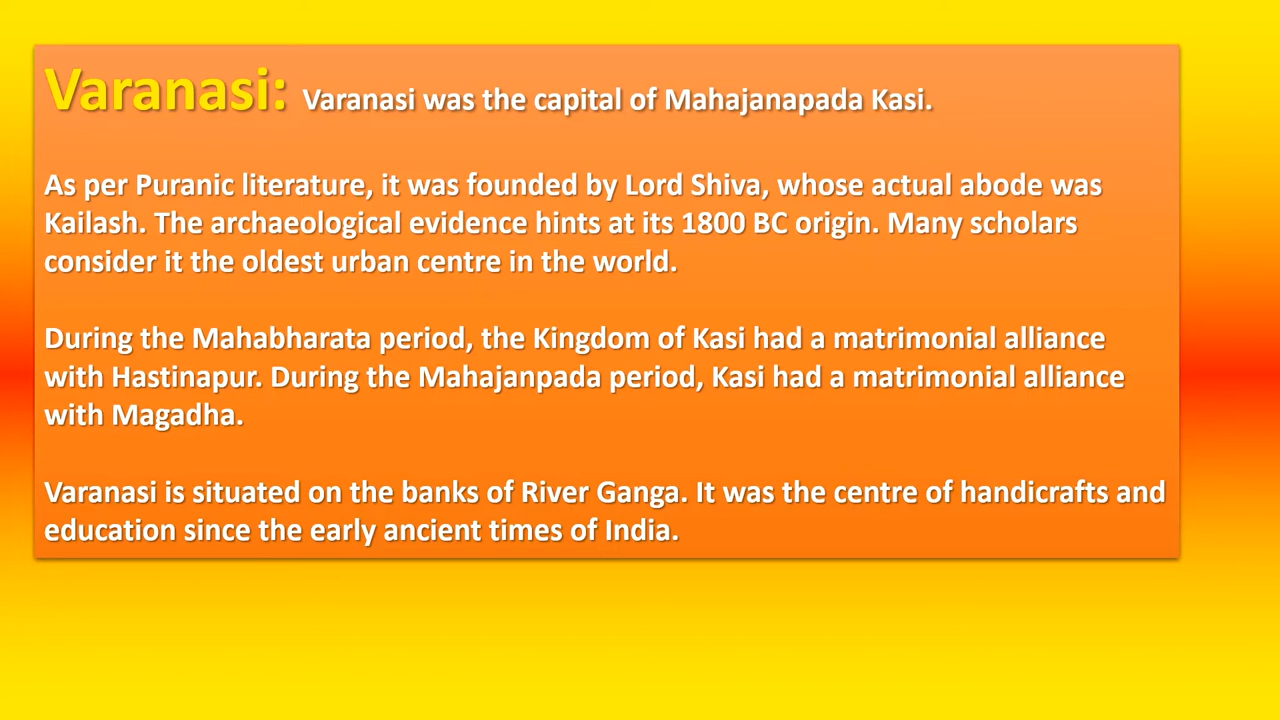 Varanasi: Varanasi was the capital of Mahajanapada Kasi.
As per Puranic literature, it was founded by Lord Shiva, whose actual abode was
Kailash. The archaeological evidence hints at its 1800 BC origin. Many scholars
consider it the oldest urban centre in the world.
During the Mahabharata period, the Kingdom of Kasi had a matrimonial alliance
with Hastinapur. During the Mahajanpada period, Kasi had a matrimonial alliance
with Magadha.
Varanasi is situated on the banks of River Ganga. It was the centre of handicrafts and
education since the early ancient times of India.